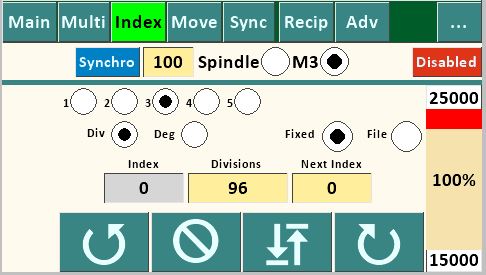 Main Multi Index Move Sync Recip Adv ...
Synchro 100 Spindle M3 Disabled
1 2 3 4 5 25000
Div Deg Fixed File
Index Divisions Next Index 100%
0 96 0
15000